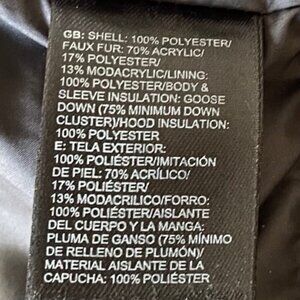 GB: SHELL: 100% POLYESTER/
FAUX FUR: 70% ACRYLIC/
17% POLYESTER/
13% MODACRYLIC/LINING:
100% POLYESTER/BODY &
SLEEVE INSULATION: GOOSE
DOWN (75% MINIMUM DOWN
CLUSTER)/HOOD INSULATION:
100% POLYESTER
E: TELA EXTERIOR:
100% POLIÉSTER/IMITACIÓN
DE PIEL: 70% ACRÍLICO/
17% POLIÉSTER/
13% MODACRILICO/FORRO:
100% POLIÉSTER/AISLANTE
DEL CUERPO Y LA MANGA:
PLUMA DE GANSO (75% MÍNIMO
DE RELLENO DE PLUMÓN)/
MATERIAL AISLANTE DE LA
CAPUCHA: 100% POLIÉSTER